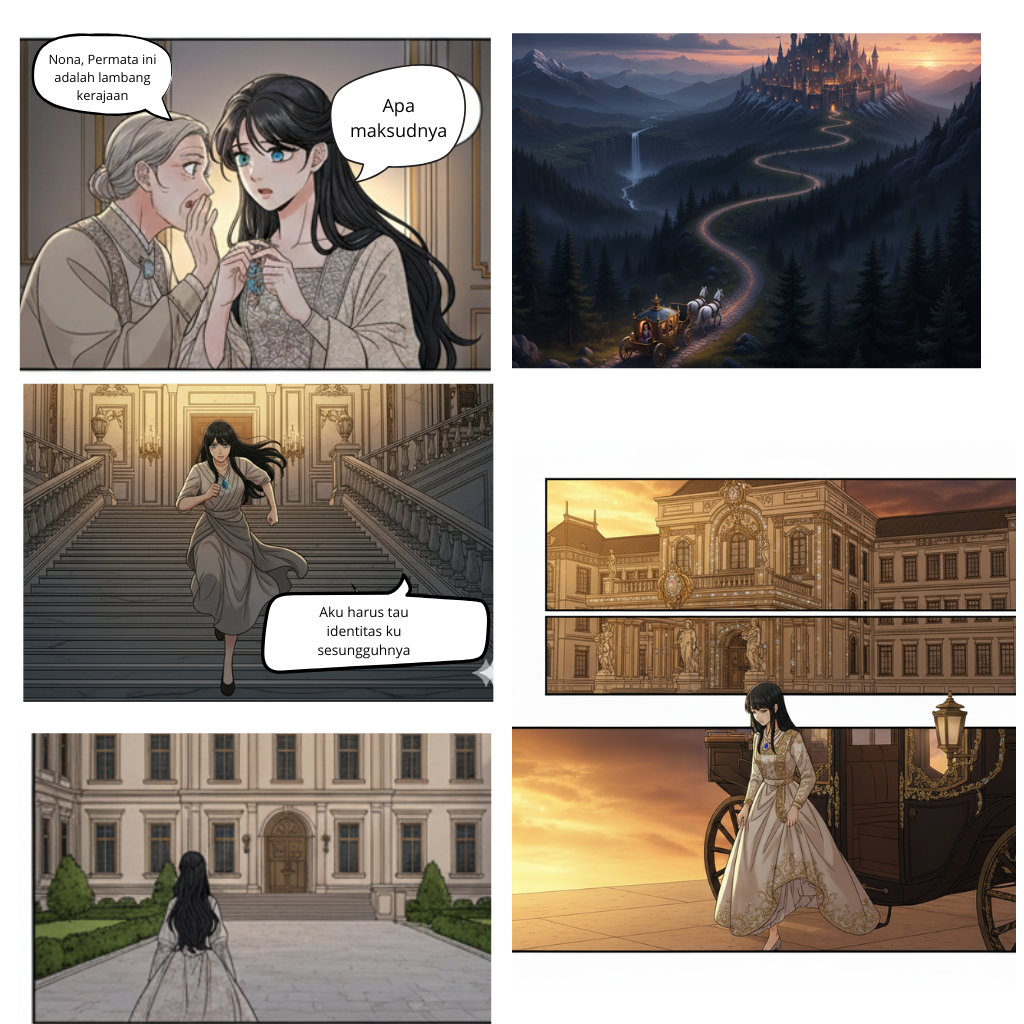 Nona, Permata ini
adalah lambang
kerajaan
Apa
maksudnya
Aku harus tau
identitas ku
sesungguhnya